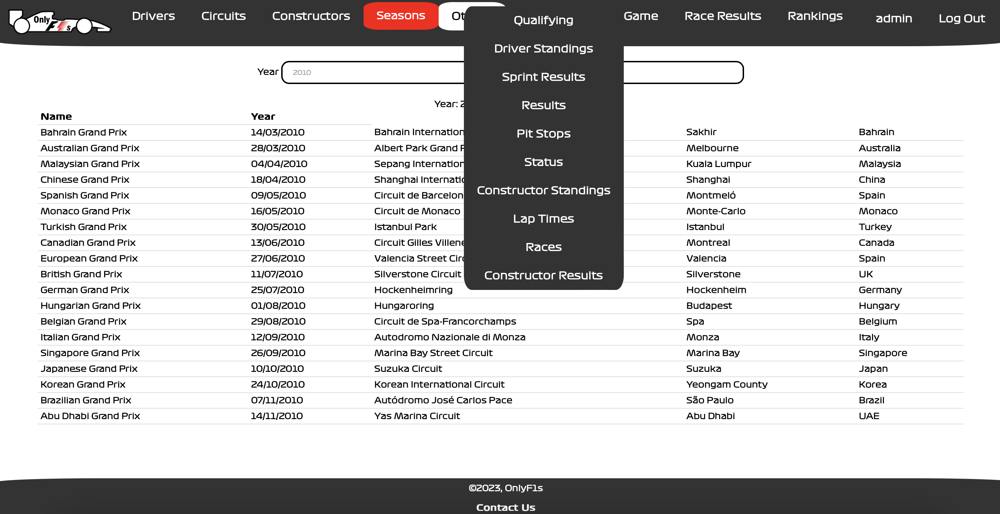 Only F1s
Drivers Circuits Constructors Seasons Game Race Results Rankings admin Log Out
Qualifying
Driver Standings
Sprint Results
Results
Pit Stops
Status
Constructor Standings
Lap Times
Races
Constructor Results
Year 2010
Year:
Name Year
Bahrain Grand Prix 14/03/2010 Bahrain Sakhir Bahrain
Australian Grand Prix 28/03/2010 Albert Park Grand Melbourne Australia
Malaysian Grand Prix 04/04/2010 Sepang Kuala Lumpur Malaysia
Chinese Grand Prix 18/04/2010 Shanghai Shanghai China
Spanish Grand Prix 09/05/2010 Circuit de Montmeló Spain
Monaco Grand Prix 16/05/2010 Circuit de Monaco Monte-Carlo Monaco
Turkish Grand Prix 30/05/2010 Istanbul Park Istanbul Turkey
Canadian Grand Prix 13/06/2010 Circuit Gilles Montreal Canada
European Grand Prix 27/06/2010 Valencia Street Valencia Spain
British Grand Prix 11/07/2010 Silverstone Circuit Silverstone UK
German Grand Prix 25/07/2010 Hockenheimring Hockenheim Germany
Hungarian Grand Prix 01/08/2010 Hungaroring Budapest Hungary
Belgian Grand Prix 29/08/2010 Circuit de Spa-Francorchamps Spa Belgium
Italian Grand Prix 12/09/2010 Autodromo Nazionale di Monza Monza Italy
Singapore Grand Prix 26/09/2010 Marina Bay Street Circuit Marina Bay Singapore
Japanese Grand Prix 10/10/2010 Suzuka Circuit Suzuka Japan
Korean Grand Prix 24/10/2010 Korean International Circuit Yeongam County Korea
Brazilian Grand Prix 07/11/2010 Autódromo José Carlos Pace São Paulo Brazil
Abu Dhabi Grand Prix 14/11/2010 Yas Marina Circuit Abu Dhabi UAE
©2023, OnlyF1s
Contact Us